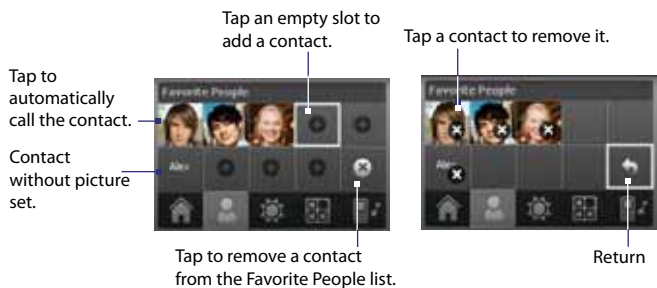 Tap an empty slot to
add a contact.
Tap a contact to remove it.
Tap to
automatically
call the contact.
Contact
without picture
set.
Favorite People
Alex
Favorite People
Alex
Tap to remove a contact
from the Favorite People list.
Return